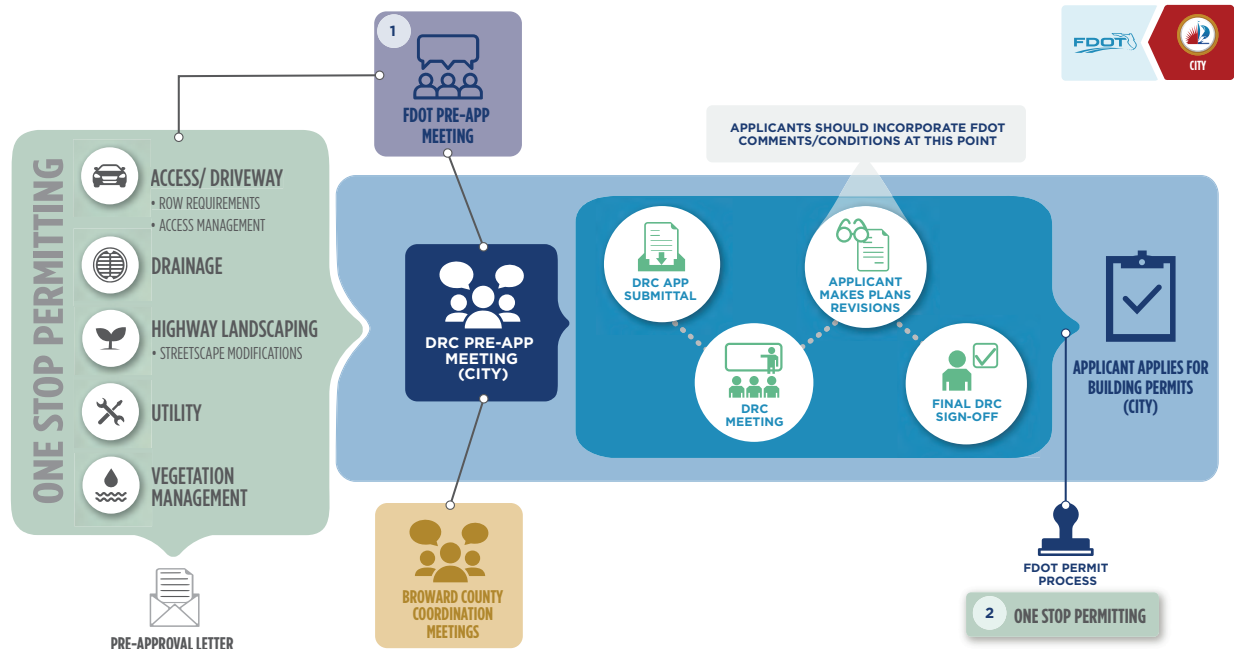 1
FDOT PRE-APP
MEETING
FDOT
CITY
APPLICANTS SHOULD INCORPORATE FDOT
COMMENTS/CONDITIONS AT THIS POINT
ONE STOP PERMITTING
ACCESS/ DRIVEWAY
• ROW REQUIREMENTS
• ACCESS MANAGEMENT
DRAINAGE
HIGHWAY LANDSCAPING
• STREETSCAPE MODIFICATIONS
UTILITY
VEGETATION
MANAGEMENT
PRE-APPROVAL LETTER
DRC PRE-APP
MEETING
(CITY)
BROWARD COUNTY
COORDINATION
MEETINGS
DRC APP
SUBMITTAL
DRC
MEETING
APPLICANT
MAKES PLANS
REVISIONS
FINAL DRC
SIGN-OFF
APPLICANT APPLIES FOR
BUILDING PERMITS
(CITY)
FDOT PERMIT
PROCESS
2
ONE STOP PERMITTING